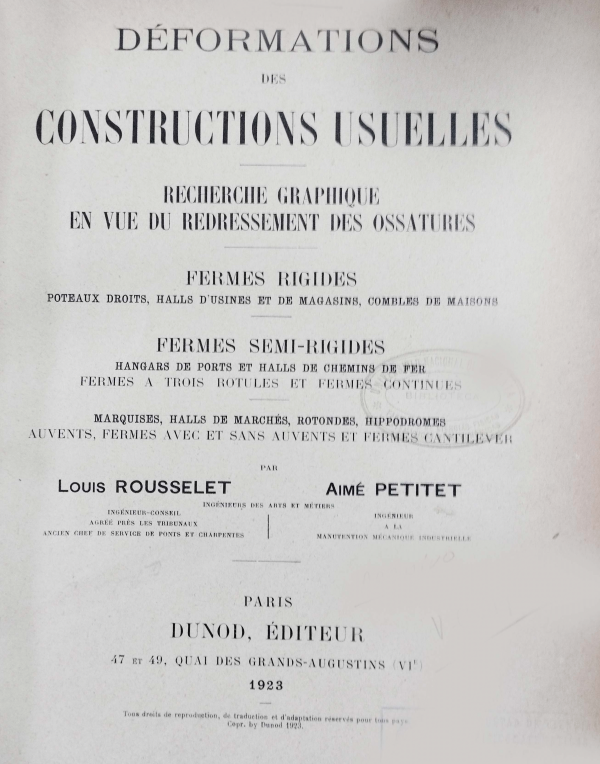 DÉFORMATIONS
DES
CONSTRUCTIONS USUELLES
RECHERCHE GRAPHIQUE
EN VUE DU REDRESSEMENT DES OSSATURES
FERMES RIGIDES
POTEAUX DROITS, HALLS D'USINES ET DE MAGASINS, COMBLES DE MAISONS
FERMES SEMI-RIGIDES
HANGARS DE PORTS ET HALLS DE CHEMINS DE FER
FERMES A TROIS ROTULES ET FERMES CONTINUES
MARQUISES, HALLS DE MARCHÉS, ROTONDES, HIPPODROMES
AUVENTS, FERMES AVEC ET SANS AUVENTS ET FERMES CANTILEVER
PAR
LOUIS ROUSSELET AIMÉ PETITET
INGÉNIEURS DES ARTS ET MÉTIERS
INGÉNIEUR-CONSEIL
AGRÉÉ PRÈS LES TRIBUNAUX
ANCIEN CHEF DE SERVICE DE PONTS ET CHARPENTES
INGÉNIEUR
A LA
MANUTENTION MÉCANIQUE INDUSTRIELLE
PARIS
DUNOD, ÉDITEUR
47 ET 49, QUAI DES GRANDS-AUGUSTINS (VIe)
1923
Tous droits de reproduction, de traduction et d'adaptation réservés pour tous pays
Copr. by Dunod 1923.